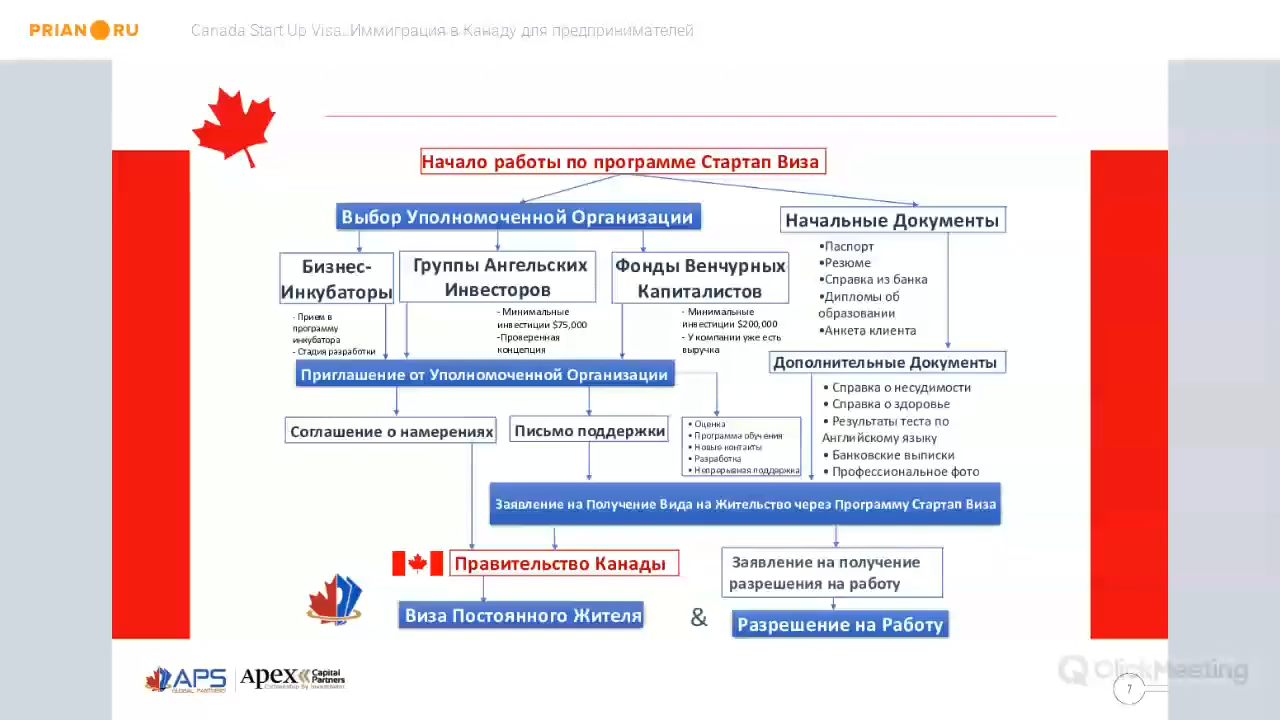 PRIAN RU
Canada Start Up Visa. Иммиграция в Канаду для предпринимателей
Начало работы по программе Стартап Виза
Выбор Уполномоченной Организации
Начальные Документы
Бизнес-
Инкубаторы
Группы Ангельских
Инвесторов
Фонды Венчурных
Капиталистов
•Паспорт
•Резюме
•Справка из банка
•Дипломы об
образовании
•Анкета клиента
- Прием в
программу
инкубатора
- Стадия разработки
- Минимальные
инвестиции $75,000
-Проверенная
концепция
- Минимальные
инвестиции $200,000
- У компании уже есть
выручка
Приглашение от Уполномоченной Организации
Дополнительные Документы
• Справка о несудимости
• Справка о здоровье
• Результаты теста по
Английскому языку
• Банковские выписки
• Профессиональное фото
Соглашение о намерениях
Письмо поддержки
• Оценка
• Программа обучения
• Новые контакты
• Разработка
• Непрерывная поддержка
Заявление на Получение Вида на Жительство через Программу Стартап Виза
Правительство Канады
Заявление на получение
разрешения на работу
Виза Постоянного Жителя
&
Разрешение на Работу
APS
GLOBAL PARTNERS
Apex Capital
Partners
Citizenship by Investment
ClickMeeting
7